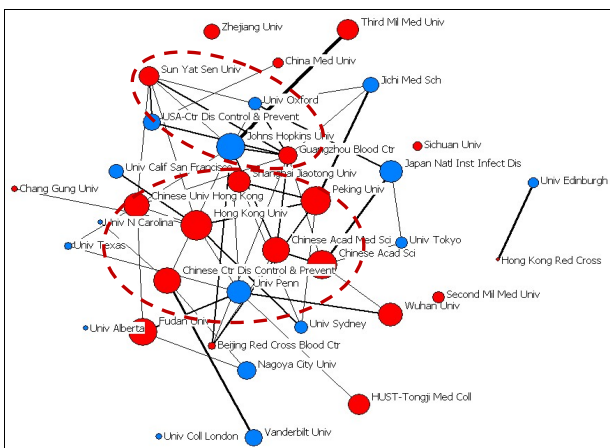 Zhejiang Univ
Third Mil Med Univ
China Med Univ
Sun Yat Sen Univ
Jichi Med Sch
Univ Oxford
USA-Ctr Dis Control & Prevent
Johns Hopkins Univ
Sichuan Univ
Guangzhou Blood Ctr
Japan Natl Inst Infect Dis
Univ Calif San Francisco
Shanghai Jiaotong Univ
Univ Edinburgh
Chang Gung Univ
Chinese Univ Hong Kong
Peking Univ
Hong Kong Univ
Univ N Carolina
Univ Texas
Chinese Acad Med Sci
Univ Tokyo
Chinese Acad Sci
Hong Kong Red Cross
Chinese Ctr Dis Control & Prevent
Univ Penn
Second Mil Med Univ
Wuhan Univ
Fudan Univ
Univ Alberta
Univ Sydney
Beijing Red Cross Blood Ctr
Nagoya City Univ
HUST-Tongji Med Coll
Univ Coll London
Vanderbilt Univ